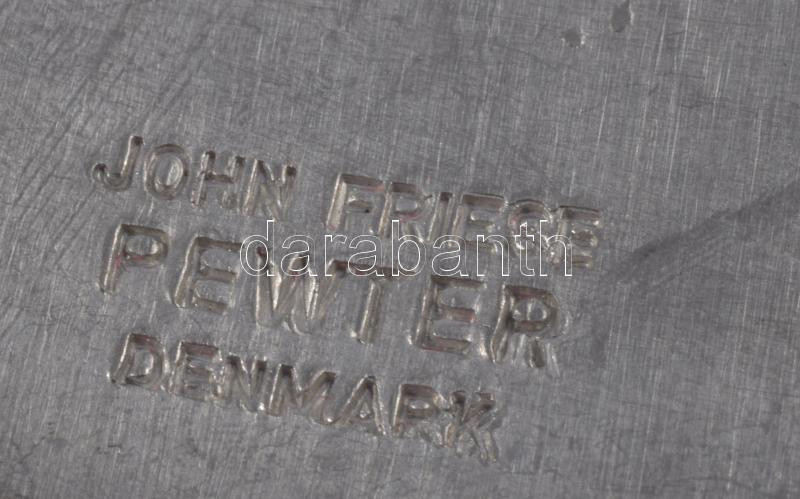 JOHN FRIEGE
PEWTER
darabanth
DENMARK